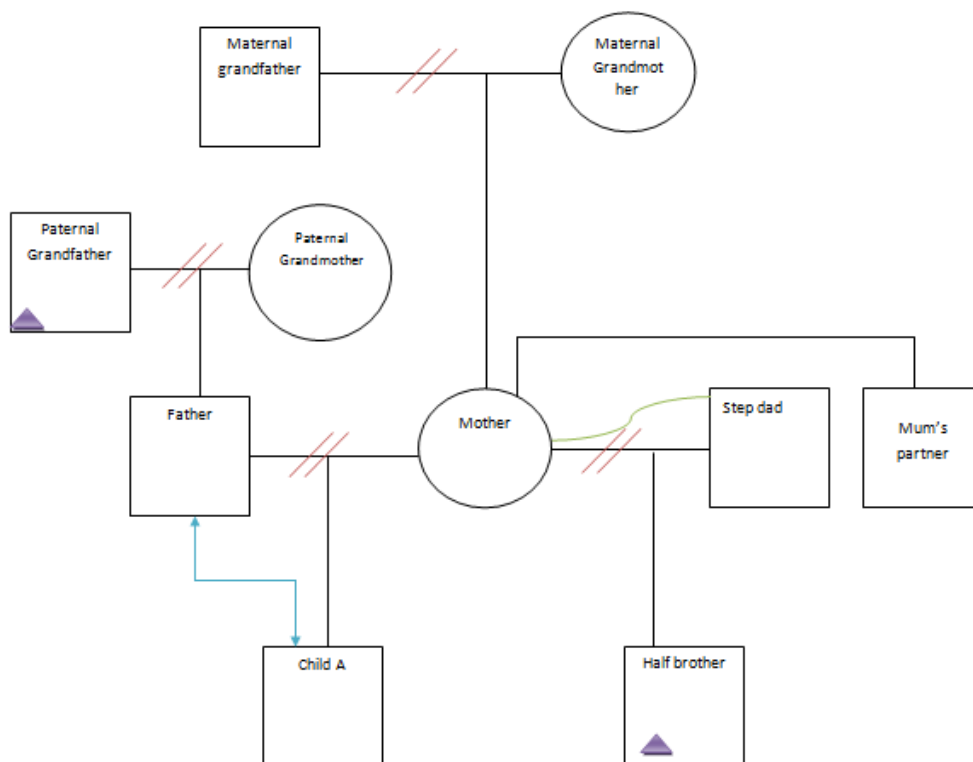 Maternal
grandfather
Maternal
Grandmot
her
Paternal
Grandfather
Paternal
Grandmother
Father
Mother
Step dad
Mum's
partner
Child A
Half brother